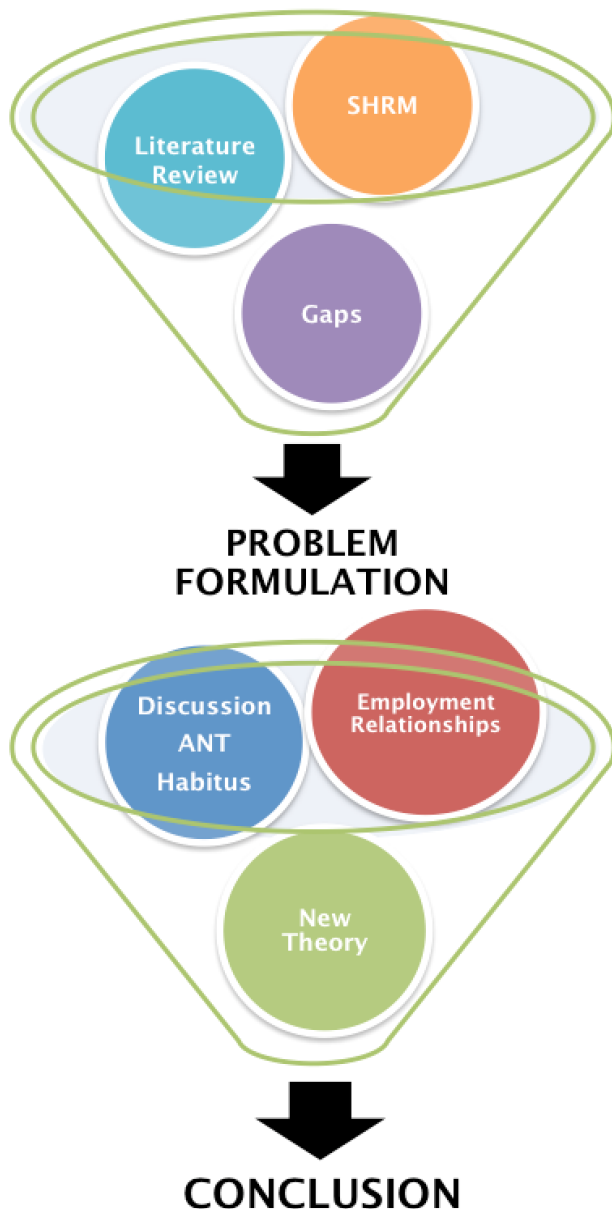 SHRM
Literature
Review
Gaps
PROBLEM
FORMULATION
Discussion
ANT
Habitus
Employment
Relationships
New
Theory
CONCLUSION